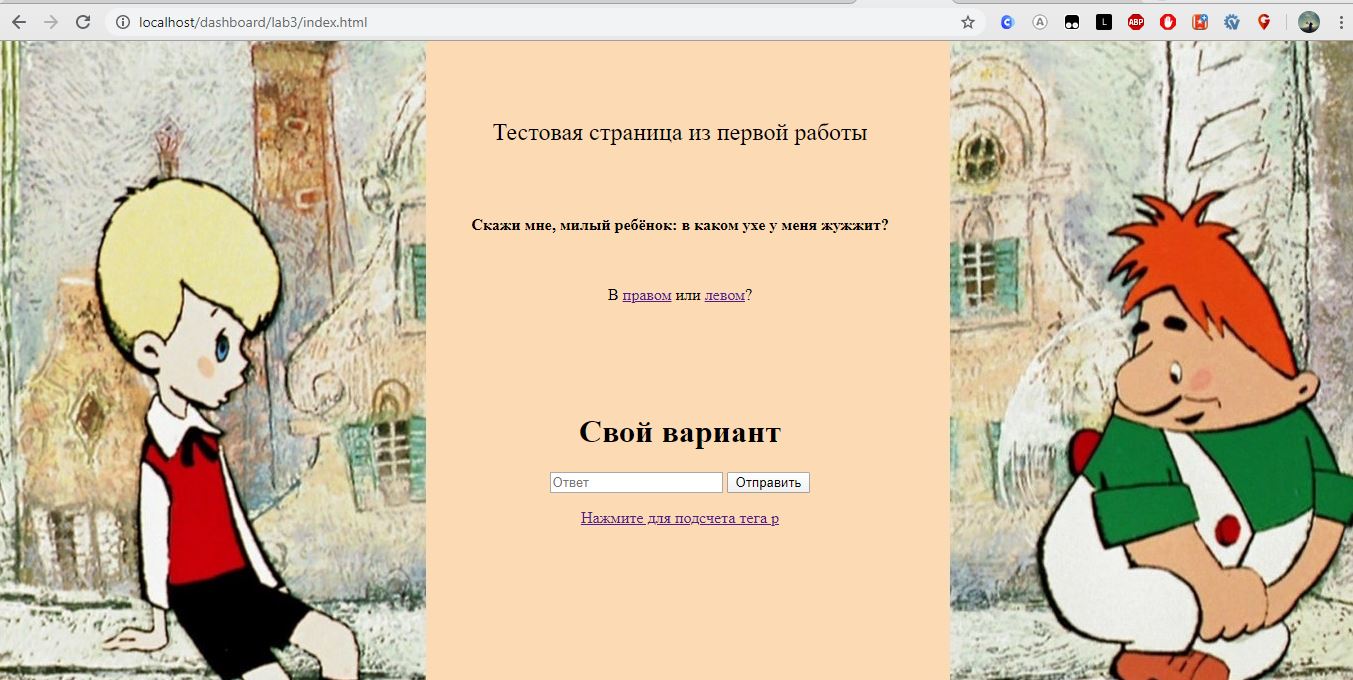 localhost/dashboard/lab3/index.html
Тестовая страница из первой работы
Скажи мне, милый ребёнок: в каком ухе у меня жужжит?
В правом или левом?
Свой вариант
Ответ Отправить
Нажмите для подсчета тега p